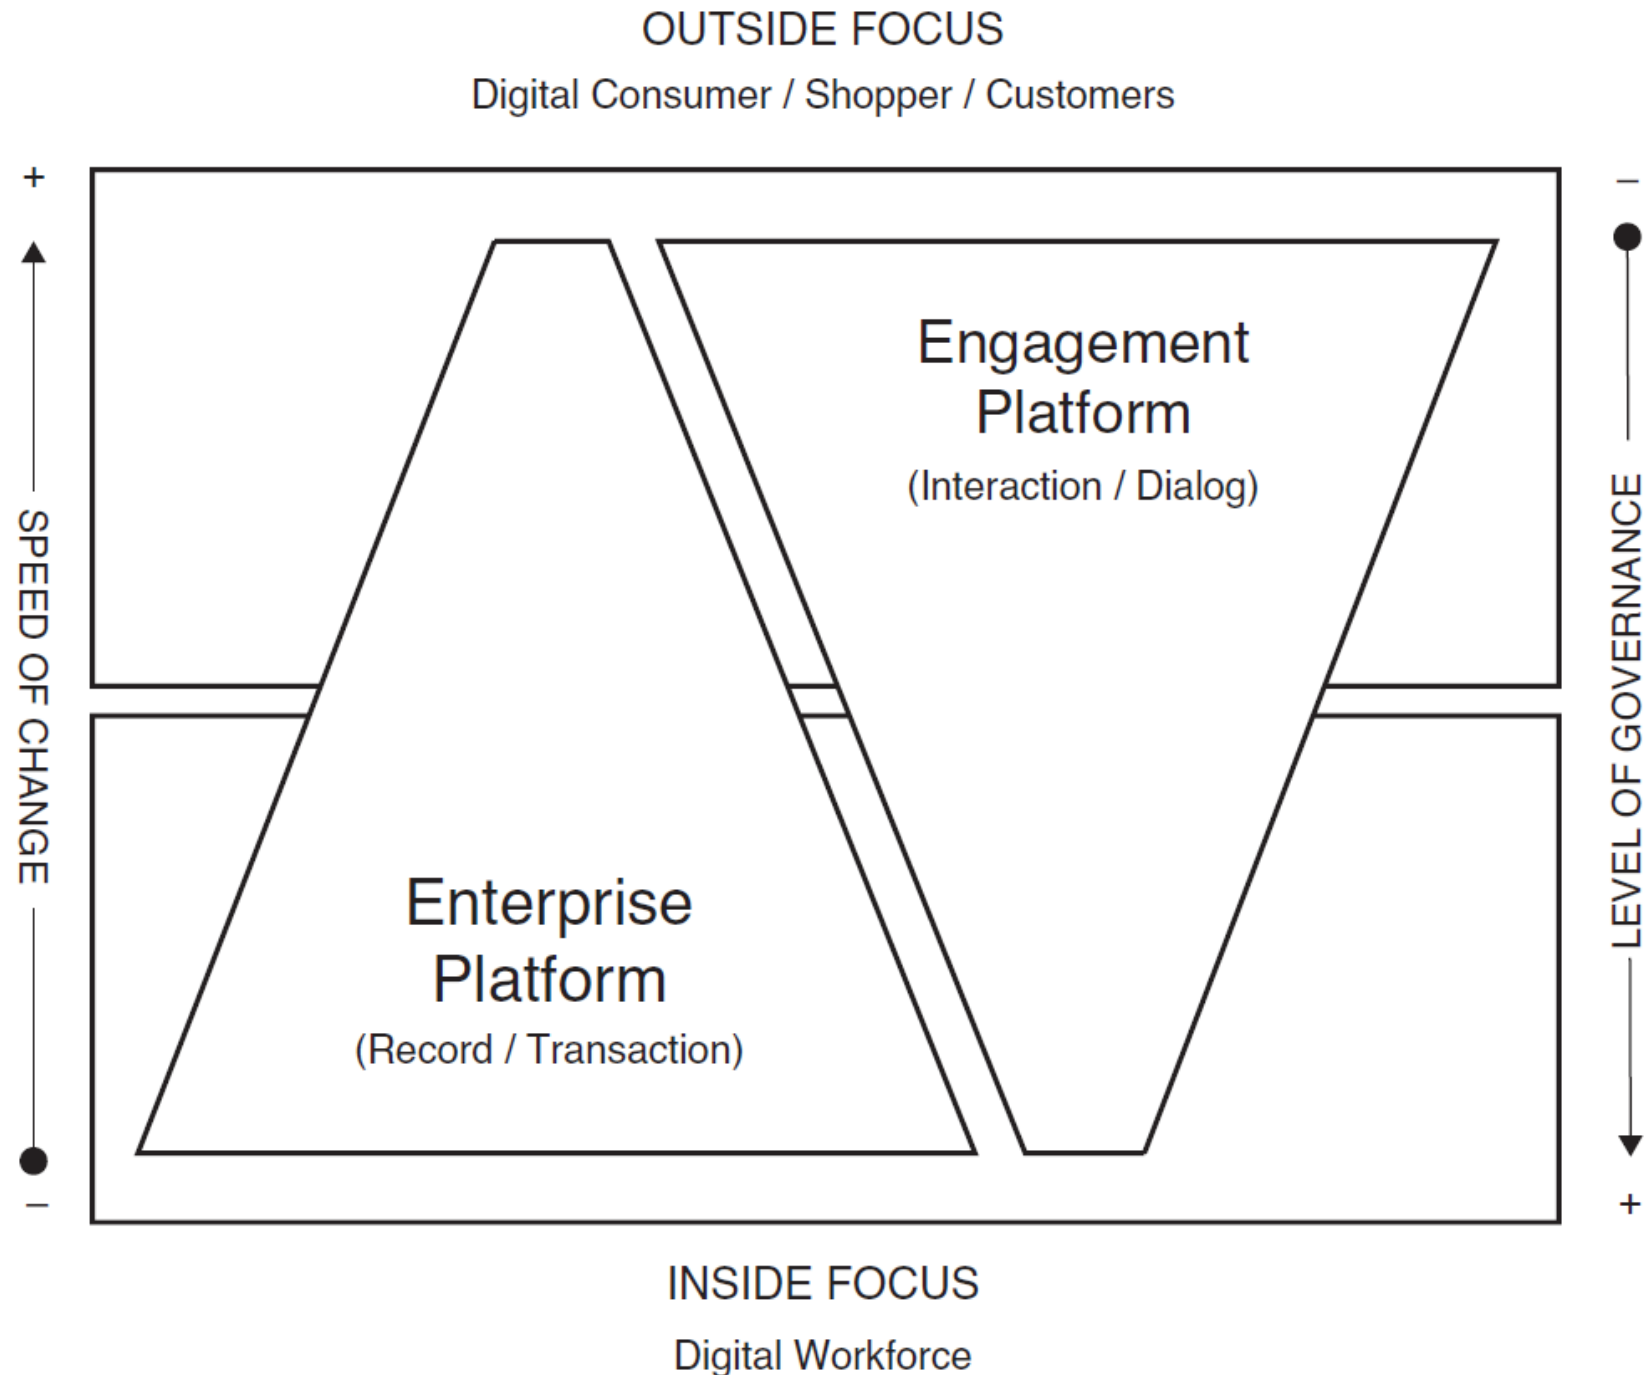 OUTSIDE FOCUS
Digital Consumer / Shopper / Customers
+
–
SPEED OF CHANGE
Engagement
Platform
(Interaction / Dialog)
LEVEL OF GOVERNANCE
Enterprise
Platform
(Record / Transaction)
–
+
INSIDE FOCUS
Digital Workforce